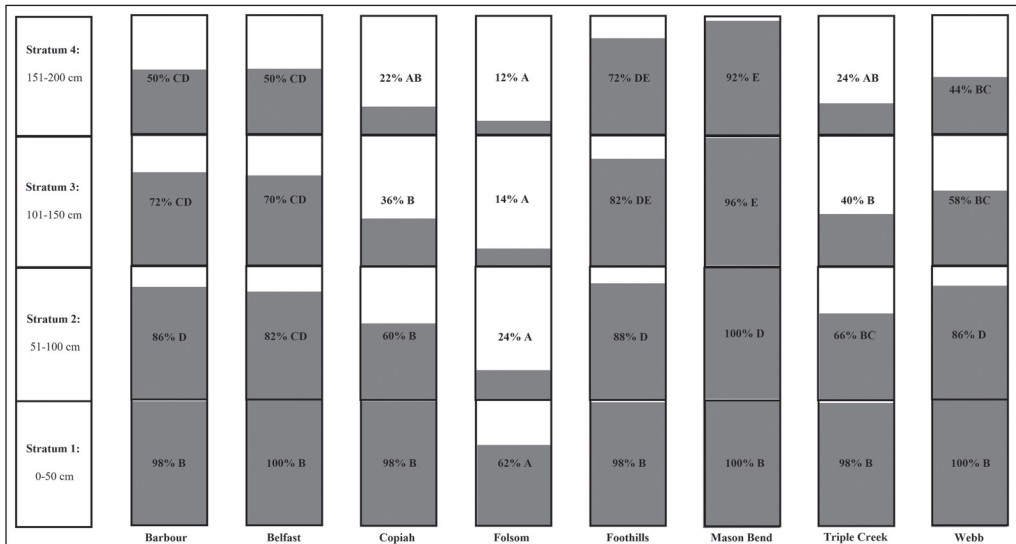 Stratum 4:
151-200 cm
50% CD
50% CD
22% AB
12% A
72% DE
92% E
24% AB
44% BC
Stratum 3:
101-150 cm
72% CD
70% CD
36% B
14% A
82% DE
96% E
40% B
58% BC
Stratum 2:
51-100 cm
86% D
82% CD
60% B
24% A
88% D
100% D
66% BC
86% D
Stratum 1:
0-50 cm
98% B
100% B
98% B
62% A
98% B
100% B
98% B
100% B
Barbour
Belfast
Copiah
Folsom
Foothills
Mason Bend
Triple Creek
Webb